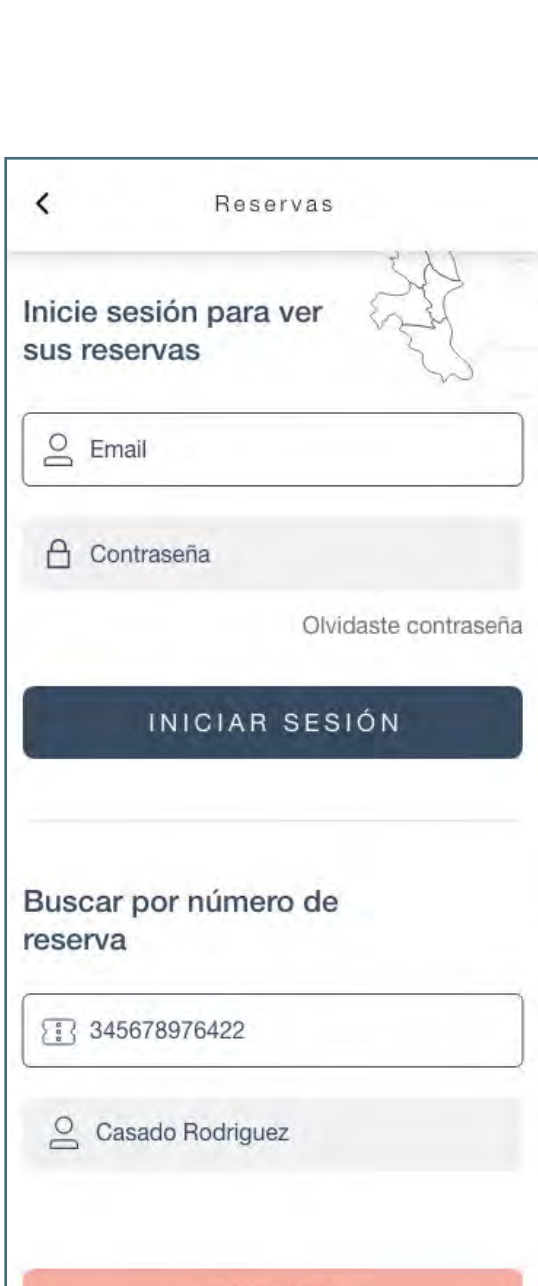 Reservas
Inicie sesión para ver
sus reservas
Email
Contraseña
Olvidaste contraseña
INICIAR SESIÓN
Buscar por número de
reserva
345678976422
Casado Rodriguez